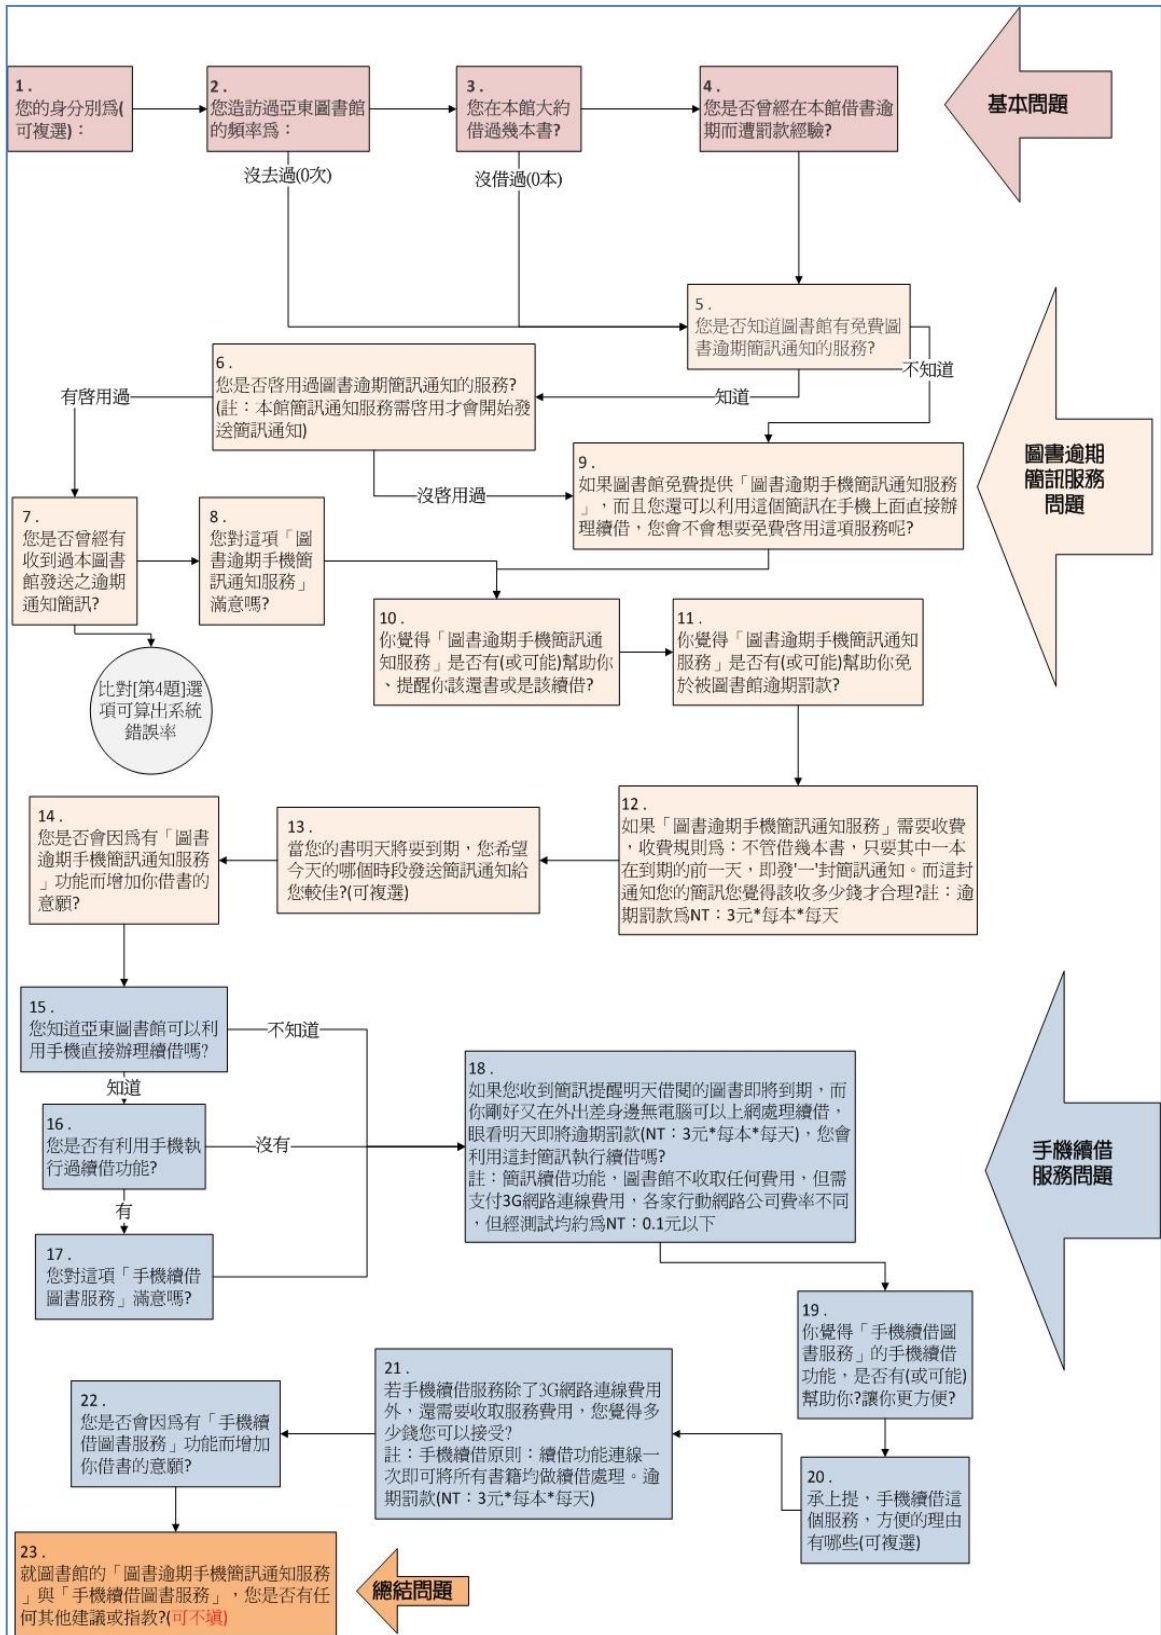 1 .
您的身分別為(
可複選)：
2 .
您造訪過亞東圖書館
的頻率為：
3 .
您在本館大約
借過幾本書?
4 .
您是否曾經在本館借書逾
期而遭罰款經驗?
基本問題
沒去過(0次)
沒借過(0本)
5 .
您是否知道圖書館有免費圖
書逾期簡訊通知的服務?
不知道
知道
6 .
您是否啓用過圖書逾期簡訊通知的服務?
(註：本館簡訊通知服務需啓用才會開始發
送簡訊通知)
有啓用過
沒啓用過
圖書逾期
簡訊服務
問題
7 .
您是否曾經有
收到過本圖書
館發送之逾期
通知簡訊?
8 .
您對這項「圖
書逾期手機簡
訊通知服務」
滿意嗎?
9 .
如果圖書館免費提供「圖書逾期手機簡訊通知服務
」，而且您還可以利用這個簡訊在手機上面直接辦
理續借，您會不會想要免費啓用這項服務呢?
10 .
你覺得「圖書逾期手機簡訊通
知服務」是否有(或可能)幫助你
、提醒你該還書或是該續借?
11 .
你覺得「圖書逾期手機簡訊通知
服務」是否有(或可能)幫助你免
於被圖書館逾期罰款?
比對[第4題]選
項可算出系統
錯誤率
12 .
如果「圖書逾期手機簡訊通知服務」需要收費，
收費規則為：不管借幾本書，只要其中一本
在到期的前一天，即發'一'封簡訊通知。而這封
通知您的簡訊您覺得該收多少錢才合理?註：逾
期罰款為NT：3元*每本*每天
13 .
當您的書明天將要到期，您希望
今天的哪個時段發送簡訊通知給
您較佳?(可複選)
14 .
您是否會因為有「圖書
逾期手機簡訊通知服務
」功能而增加你借書的
意願?
15 .
您知道亞東圖書館可以利
用手機直接辦理續借嗎?
不知道
知道
16 .
您是否有利用手機執
行過續借功能?
沒有
有
17 .
您對這項「手機續借
圖書服務」滿意嗎?
18 .
如果您收到簡訊提醒明天借閱的圖書即將到期，而
你剛好又在外出差身邊無電腦可以上網處理續借，
眼看明天即將逾期罰款(NT：3元*每本*每天)，您會
利用這封簡訊執行續借嗎?
註：簡訊續借功能，圖書館不收取任何費用，但需
支付3G網路連線費用，各家行動網路公司費率不同
，但經測試均約為NT：0.1元以下
手機續借
服務問題
19 .
你覺得「手機續借圖
書服務」的手機續借
功能，是否有(或可能)
幫助你?讓你更方便?
20 .
承上提，手機續借這
個服務，方便的理由
有哪些(可複選)
21 .
若手機續借服務除了3G網路連線費用
外，還需要收取服務費用，您覺得多
少錢您可以接受?
註：手機續借原則：續借功能連線一
次即可將所有書籍均做續借處理。逾
期罰款(NT：3元*每本*每天)
22 .
您是否會因為有「手機續
借圖書服務」功能而增加
你借書的意願?
23 .
就圖書館的「圖書逾期手機簡訊通知服務
」與「手機續借圖書服務」，您是否有任
何其他建議或指教?(可不填)
總結問題